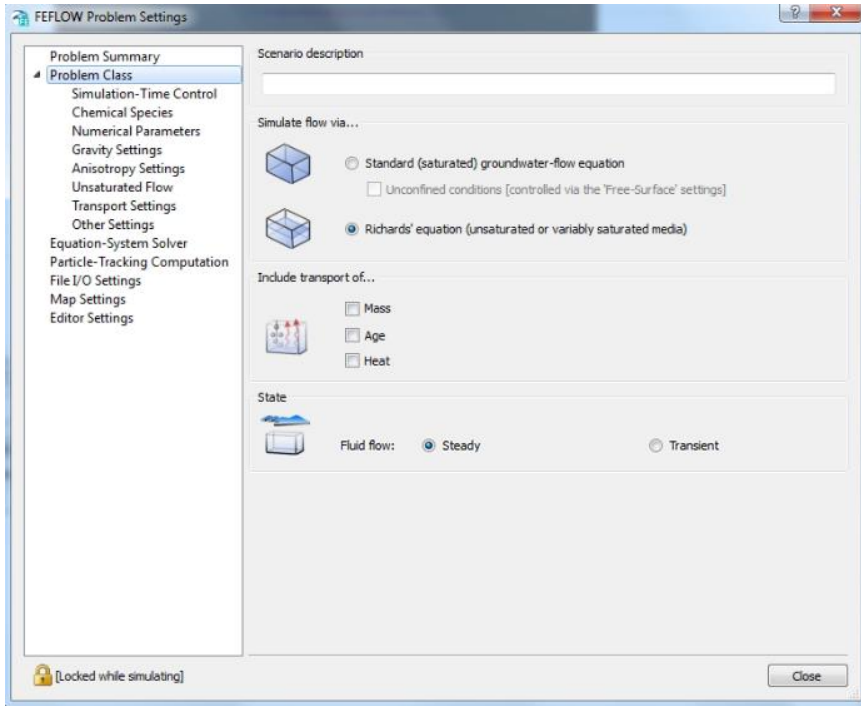 FEFLOW Problem Settings
Problem Summary
Problem Class
Simulation-Time Control
Chemical Species
Numerical Parameters
Gravity Settings
Anisotropy Settings
Unsaturated Flow
Transport Settings
Other Settings
Equation-System Solver
Particle-Tracking Computation
File I/O Settings
Map Settings
Editor Settings
Scenario description
Simulate flow via...
Standard (saturated) groundwater-flow equation
Unconfined conditions [controlled via the 'Free-Surface' settings]
Richards' equation (unsaturated or variably saturated media)
Include transport of...
Mass
Age
Heat
State
Fluid flow: Steady Transient
[Locked while simulating]
Close